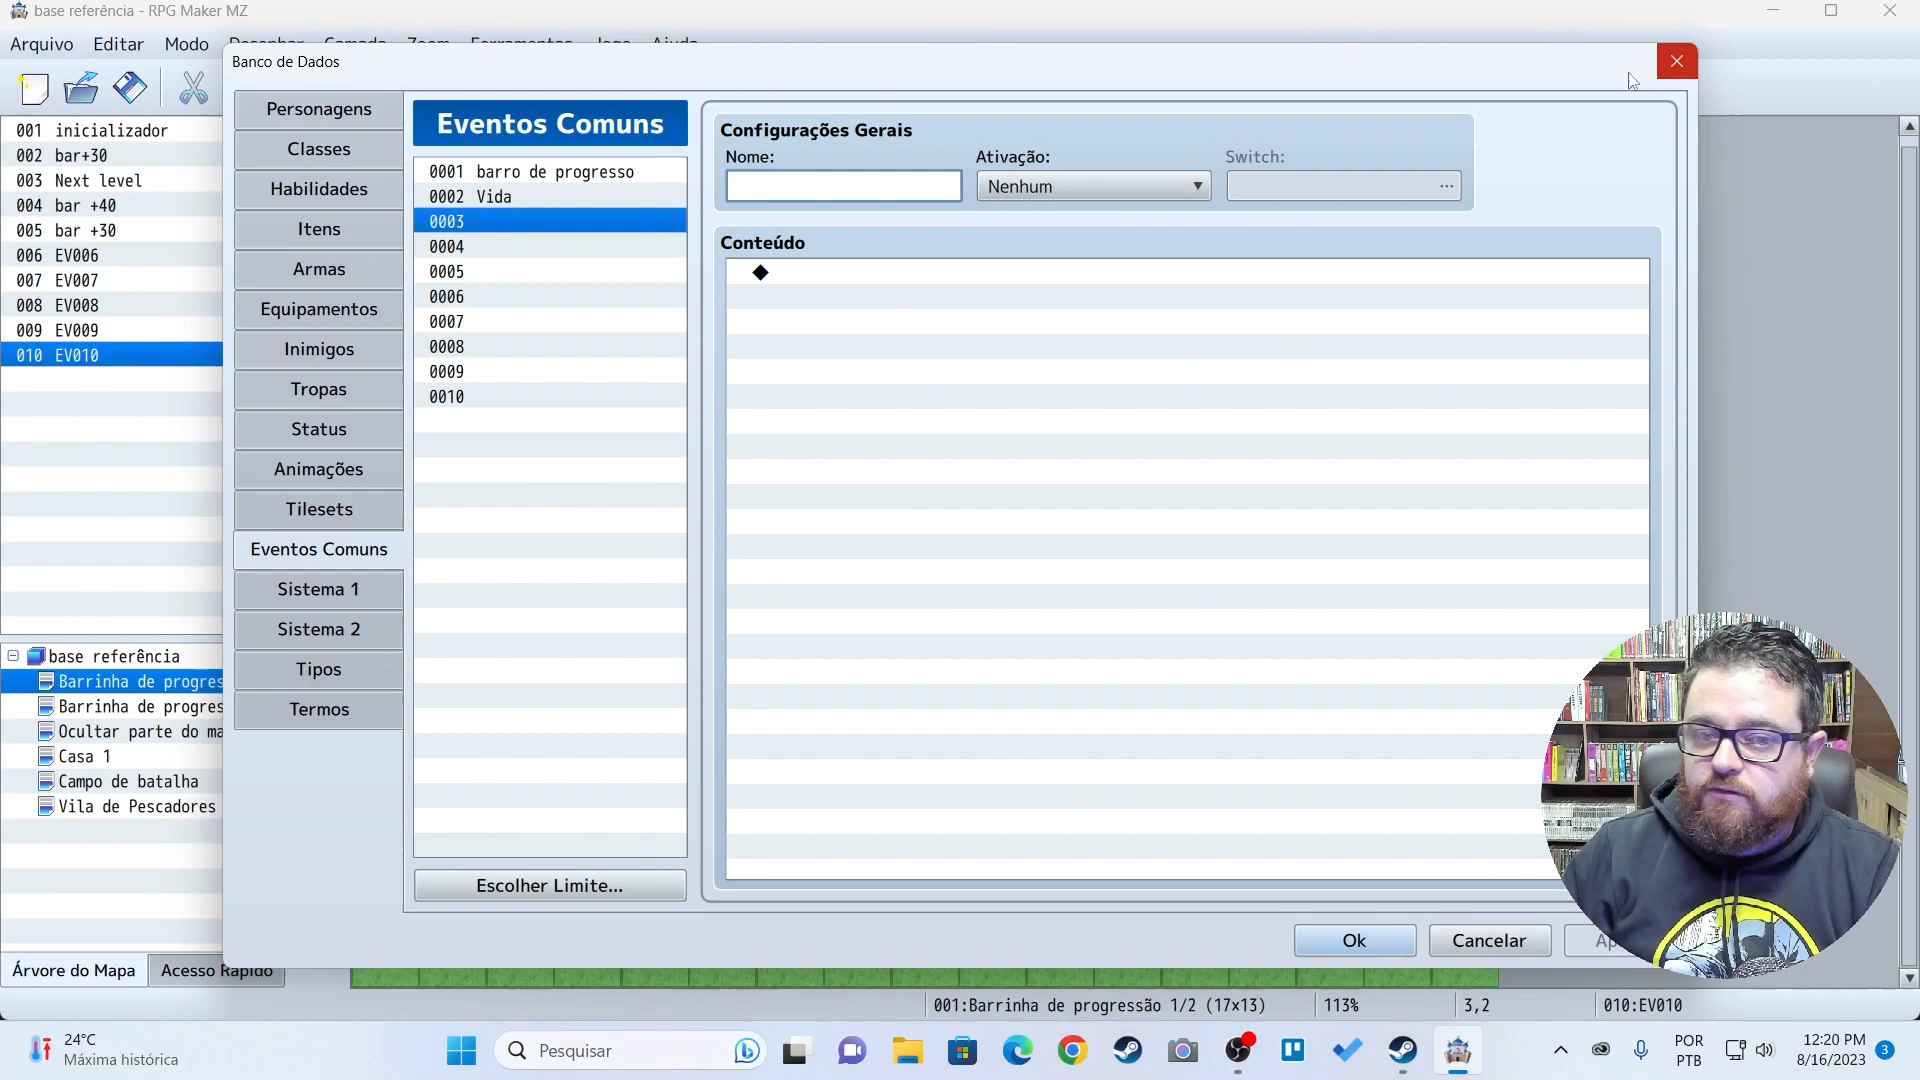 base referência - RPG Maker MZ
Arquivo Editar Modo Desenhar Camada Zoom Ferramentas Jogo Ajuda
Banco de Dados
001 inicializador
002 bar+30
003 Next level
004 bar +40
005 bar +30
006 EV006
007 EV007
008 EV008
009 EV009
010 EV010
base referência
Barrinha de progres
Barrinha de progres
Ocultar parte do ma
Casa 1
Campo de batalha
Vila de Pescadores
Árvore do Mapa
Acesso Rápido
Personagens
Classes
Habilidades
Itens
Armas
Equipamentos
Inimigos
Tropas
Status
Animações
Tilesets
Eventos Comuns
Sistema 1
Sistema 2
Tipos
Termos
Eventos Comuns
0001 barro de progresso
0002 Vida
0003
0004
0005
0006
0007
0008
0009
0010
Escolher Limite...
Configurações Gerais
Nome:
Ativação:
Nenhum
Switch:
...
Conteúdo
Ok
Cancelar
Ap
001:Barrinha de progressão 1/2 (17x13)
113%
3,2
010:EV010
24°C
Máxima histórica
Pesquisar
POR
PTB
12:20 PM
8/16/2023
3